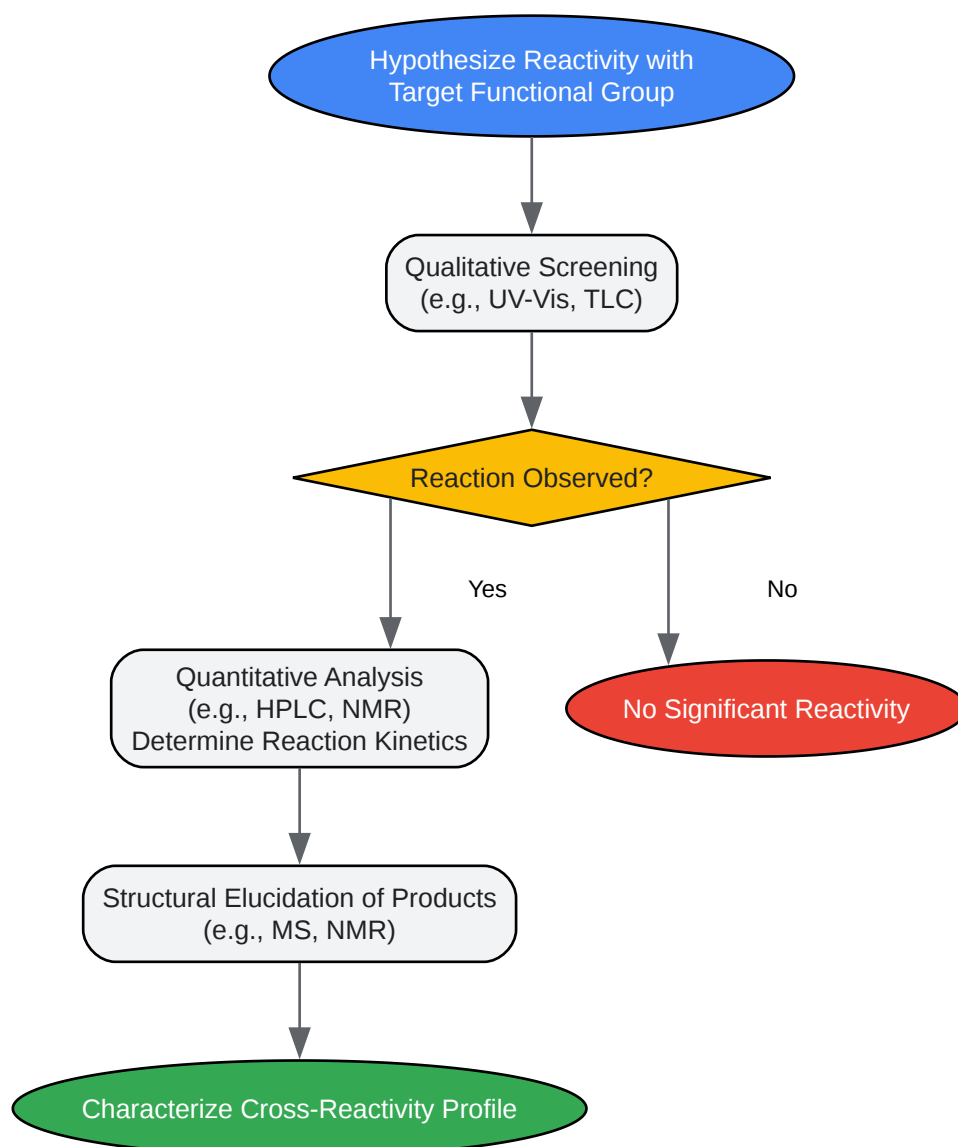 Hypothesize Reactivity with
Target Functional Group
Qualitative Screening
(e.g., UV-Vis, TLC)
Reaction Observed?
Yes
No
Quantitative Analysis
(e.g., HPLC, NMR)
Determine Reaction Kinetics
No Significant Reactivity
Structural Elucidation of Products
(e.g., MS, NMR)
Characterize Cross-Reactivity Profile